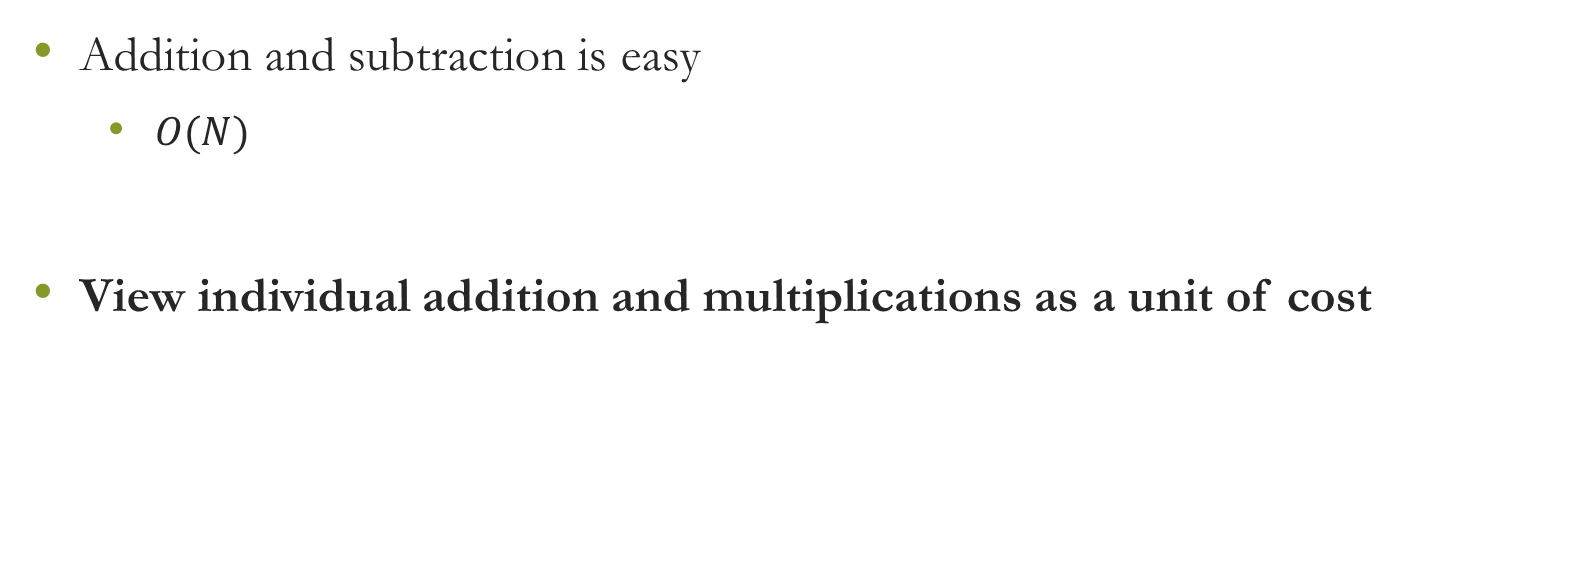 • Addition and subtraction is easy
• O(N)
• View individual addition and multiplications as a unit of cost